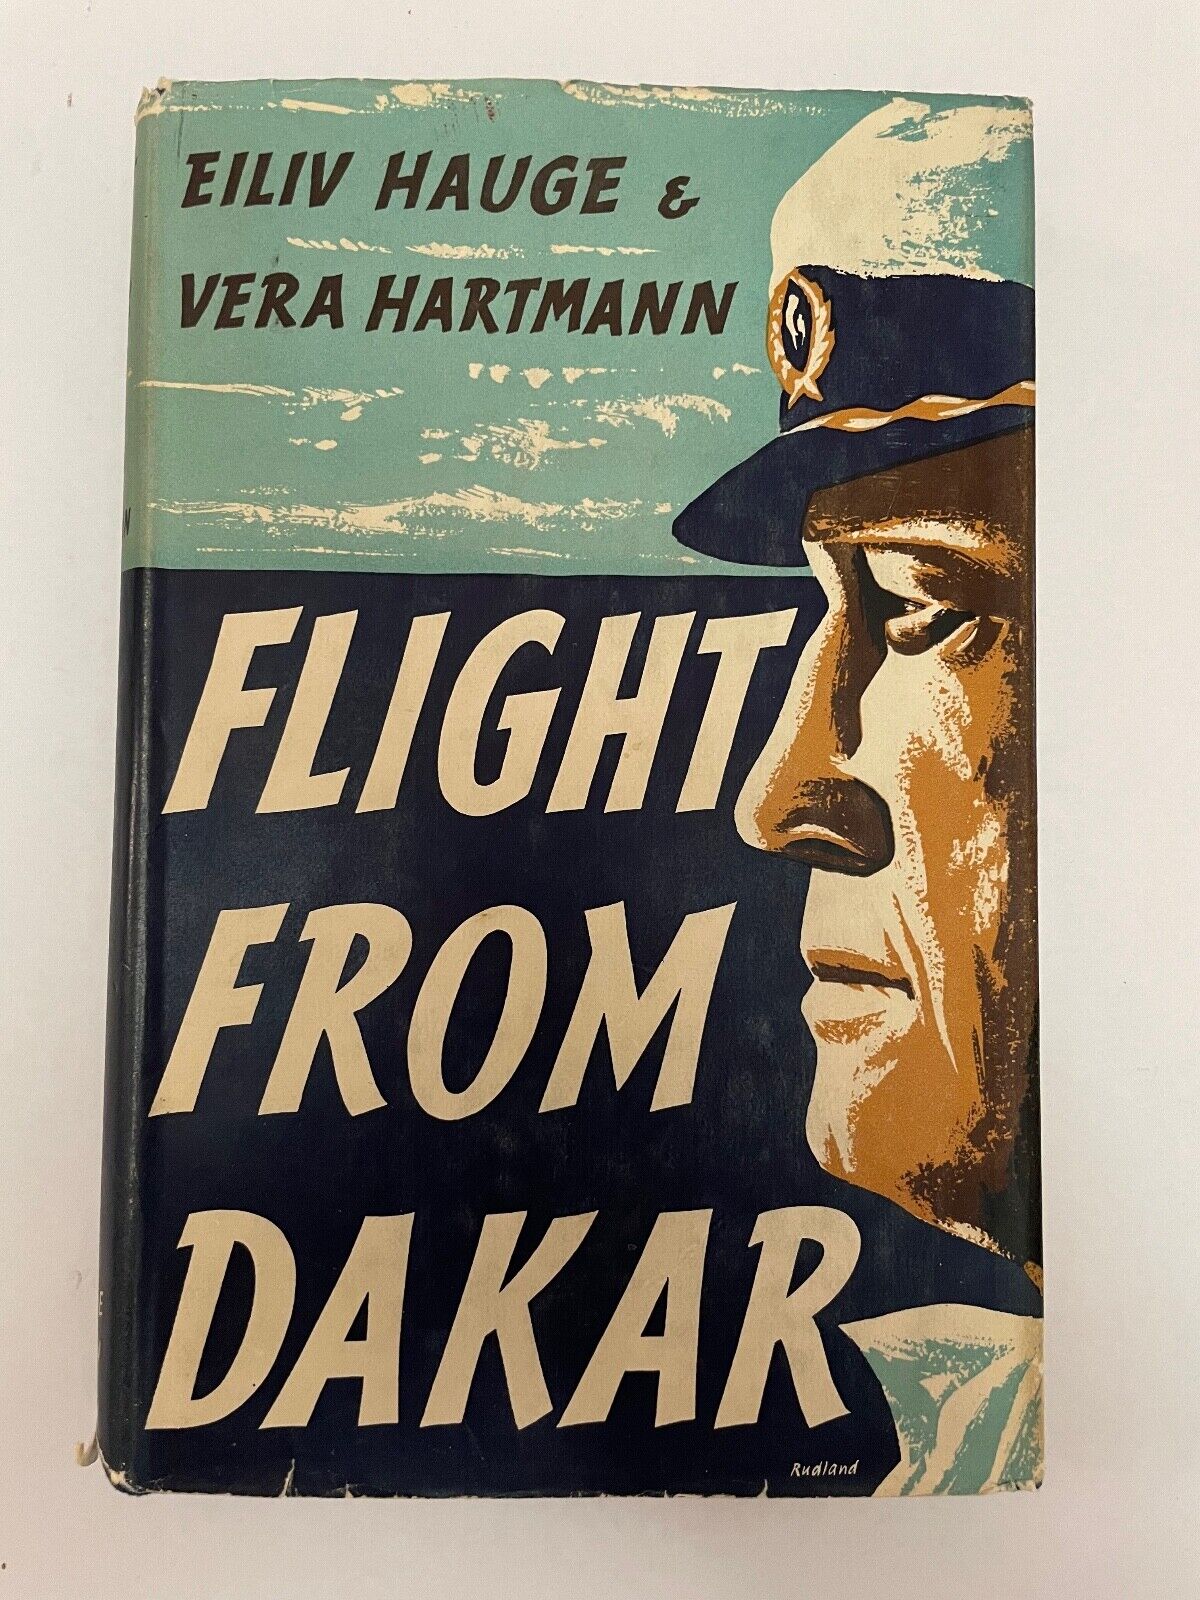 EILIV HAUGE &
VERA HARTMANN
FLIGHT
FROM
DAKAR
Rudland
N
E